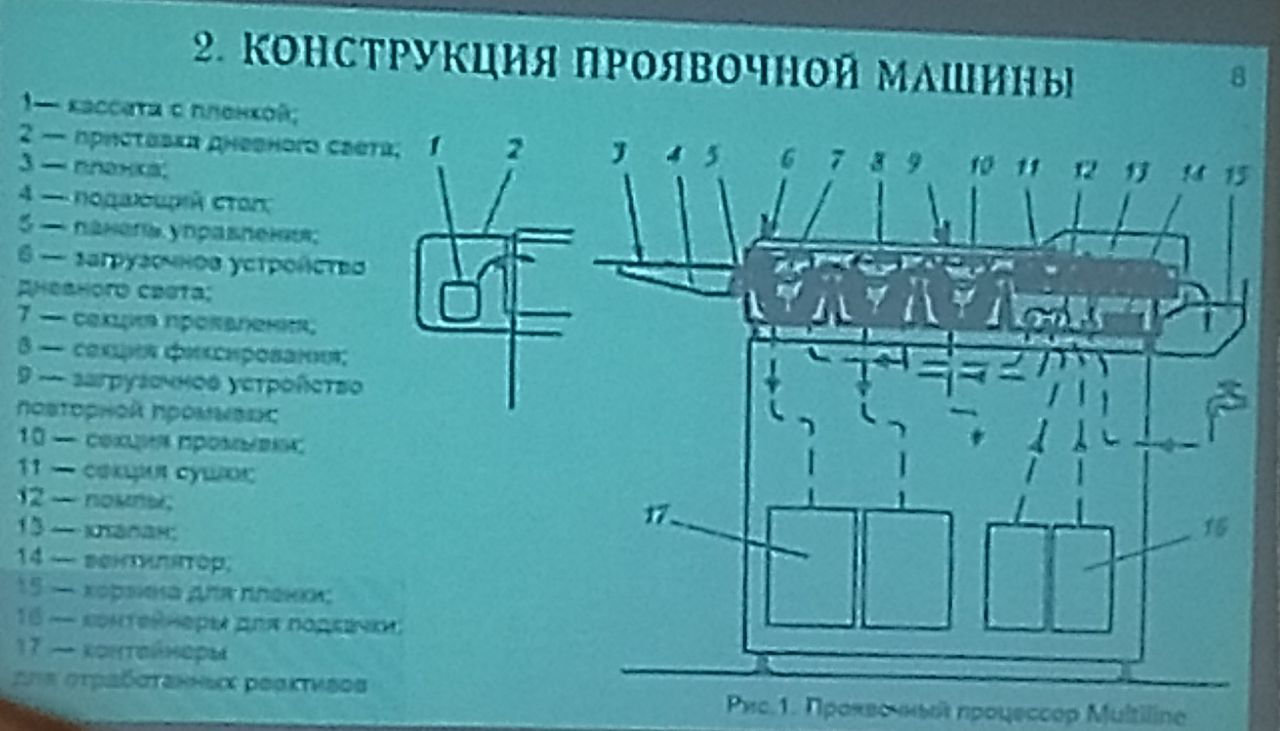 2. КОНСТРУКЦИЯ ПРОЯВОЧНОЙ МАШИНЫ
8
1— кассета с пленкой;
2 — приставка дневного света;
3 — планка;
4 — подающий стол;
5 — панель управления;
6 — загрузочное устройство
дневного света;
7 — секция проявления;
8 — секция фиксирования;
9 — загрузочное устройство
повторной промывки;
10 — секция промывки;
11 — секция сушки;
12 — помпы;
13 — клапан;
14 — вентилятор;
15 — корзина для пленки;
16 — контейнеры для подкачки;
17 — контейнеры
для отработанных реактивов
1 2 3 4 5 6 7 8 9 10 11 12 13 14 15
17
16
Рис.1. Проявочный процессор Multiline